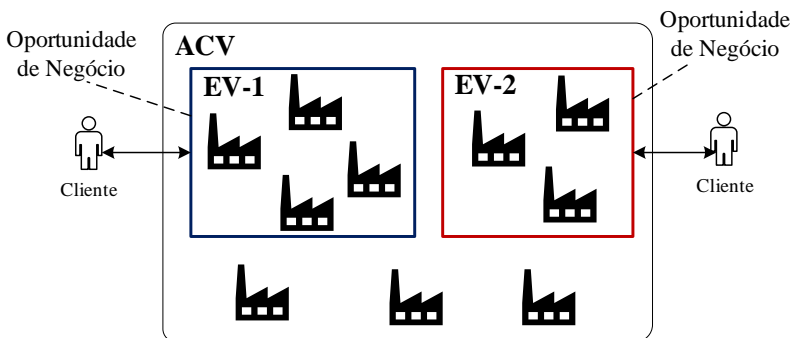 Oportunidade
de Negócio
ACV
Oportunidade
de Negócio
EV-1
EV-2
Cliente
Cliente